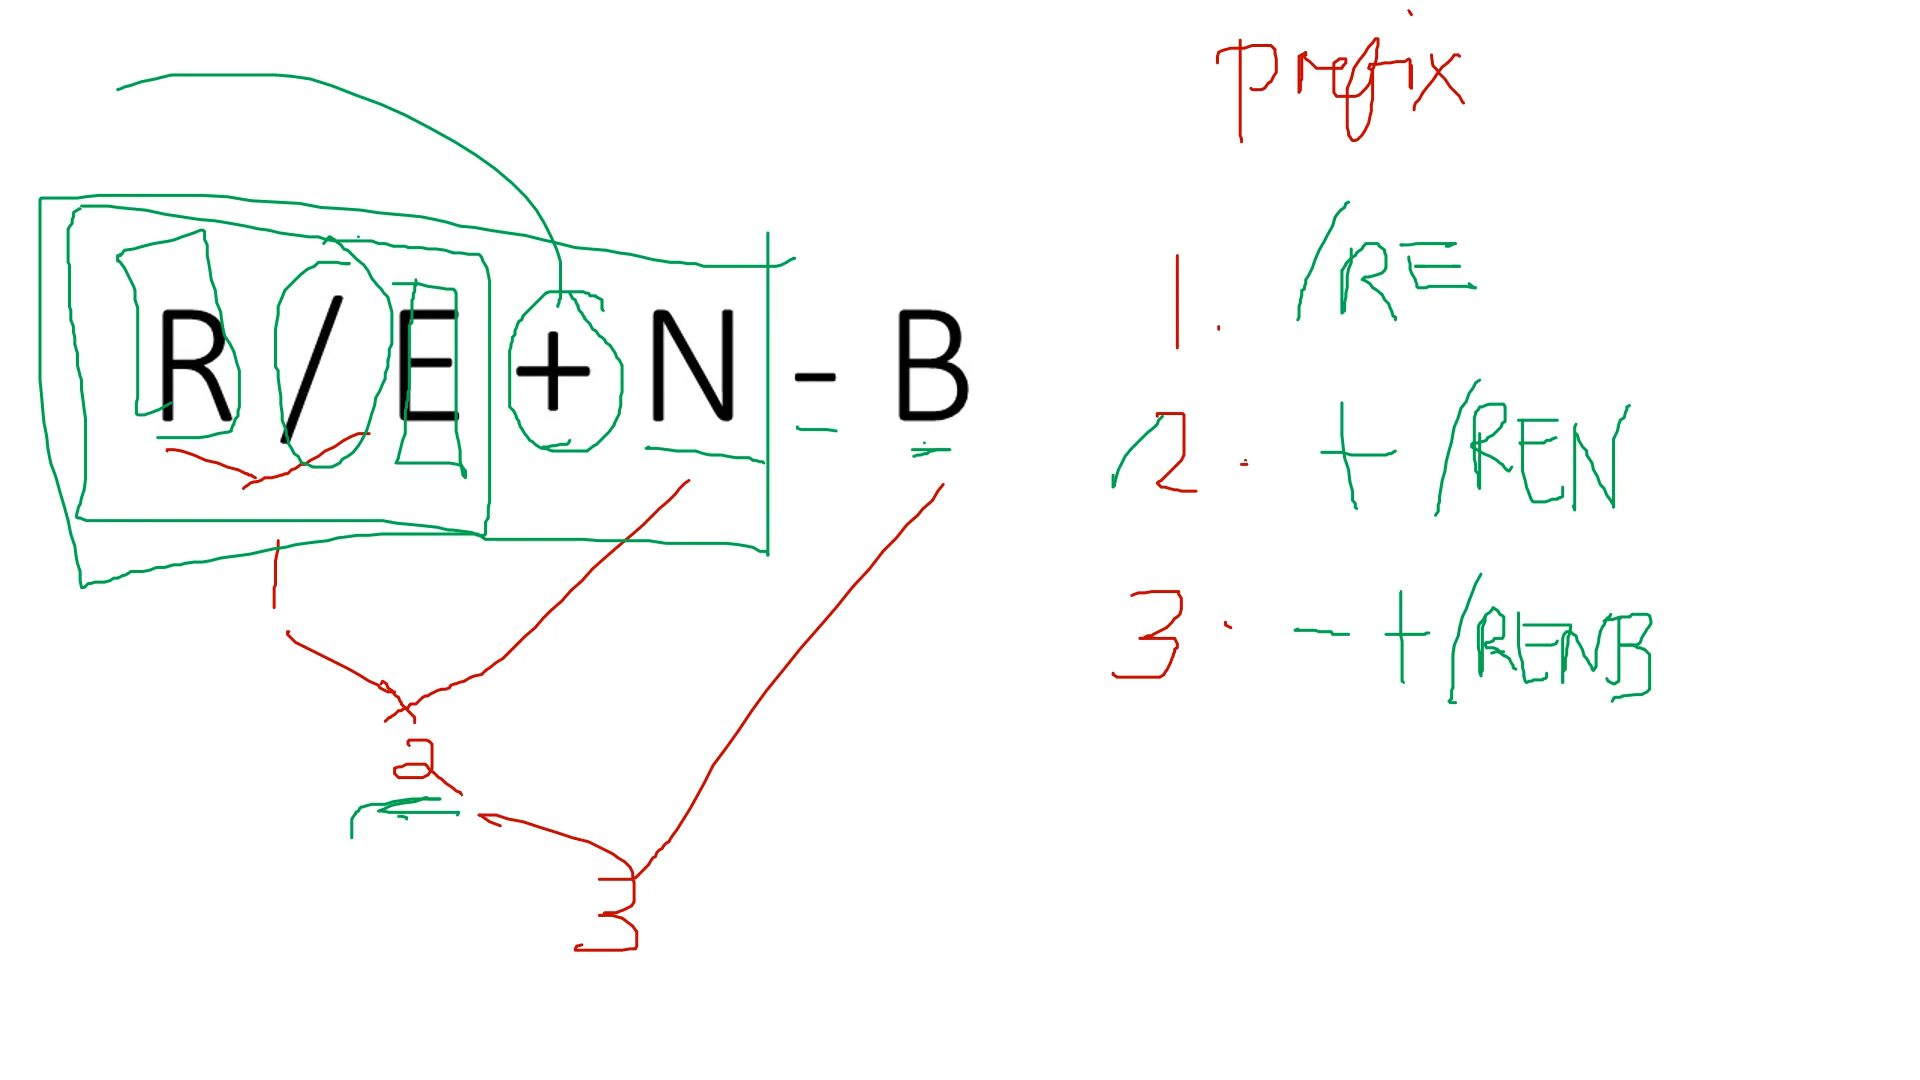 prefix
R/E + N - B
1. /RE
2. + /REN
3. - + /RENB
1
2
3